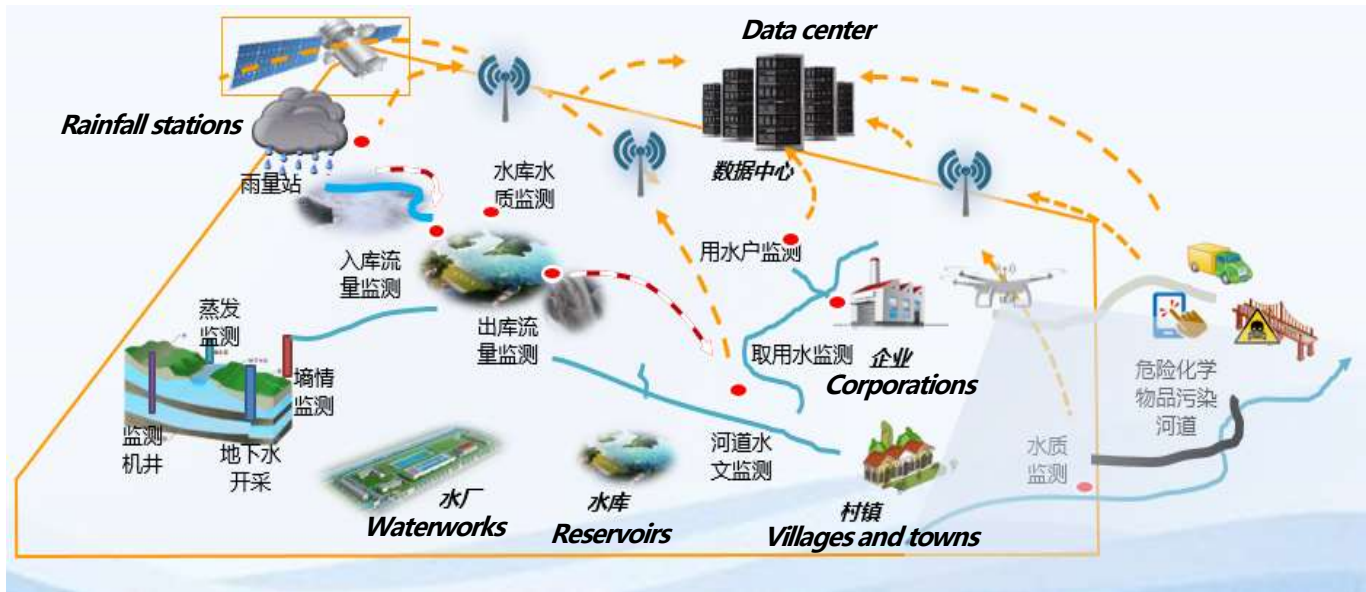 Data center
Rainfall stations
雨量站
水库水
质监测
数据中心
入库流
量监测
用水户监测
蒸发
监测
出库流
量监测
取用水监测
企业
Corporations
墒情
监测
危险化学
物品污染
河道
监测
机井
地下水
开采
河道水
文监测
水质
监测
水厂
Waterworks
水库
Reservoirs
村镇
Villages and towns